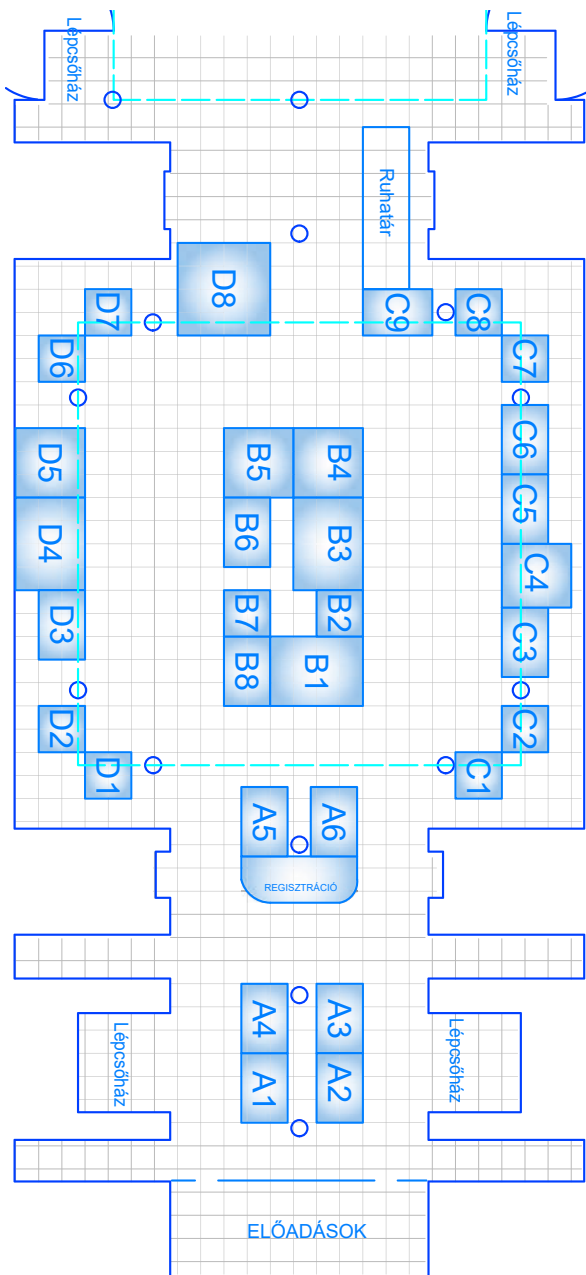 Lépcsőház
Lépcsőház
Ruhatár
D8
D7
C9
C8
D6
C7
D5
B5
B4
C6
C5
D4
B6
B3
C4
D3
B7
B2
C3
B8
B1
D2
C2
D1
C1
A5
A6
REGISZTRÁCIÓ
A4
A3
Lépcsőház
Lépcsőház
A1
A2
ELŐADÁSOK